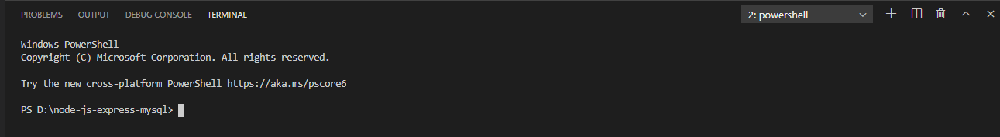 PROBLEMS OUTPUT DEBUG CONSOLE TERMINAL 2: powershell
Windows PowerShell
Copyright (C) Microsoft Corporation. All rights reserved.
Try the new cross-platform PowerShell https://aka.ms/pscore6
PS D:\node-js-express-mysql>